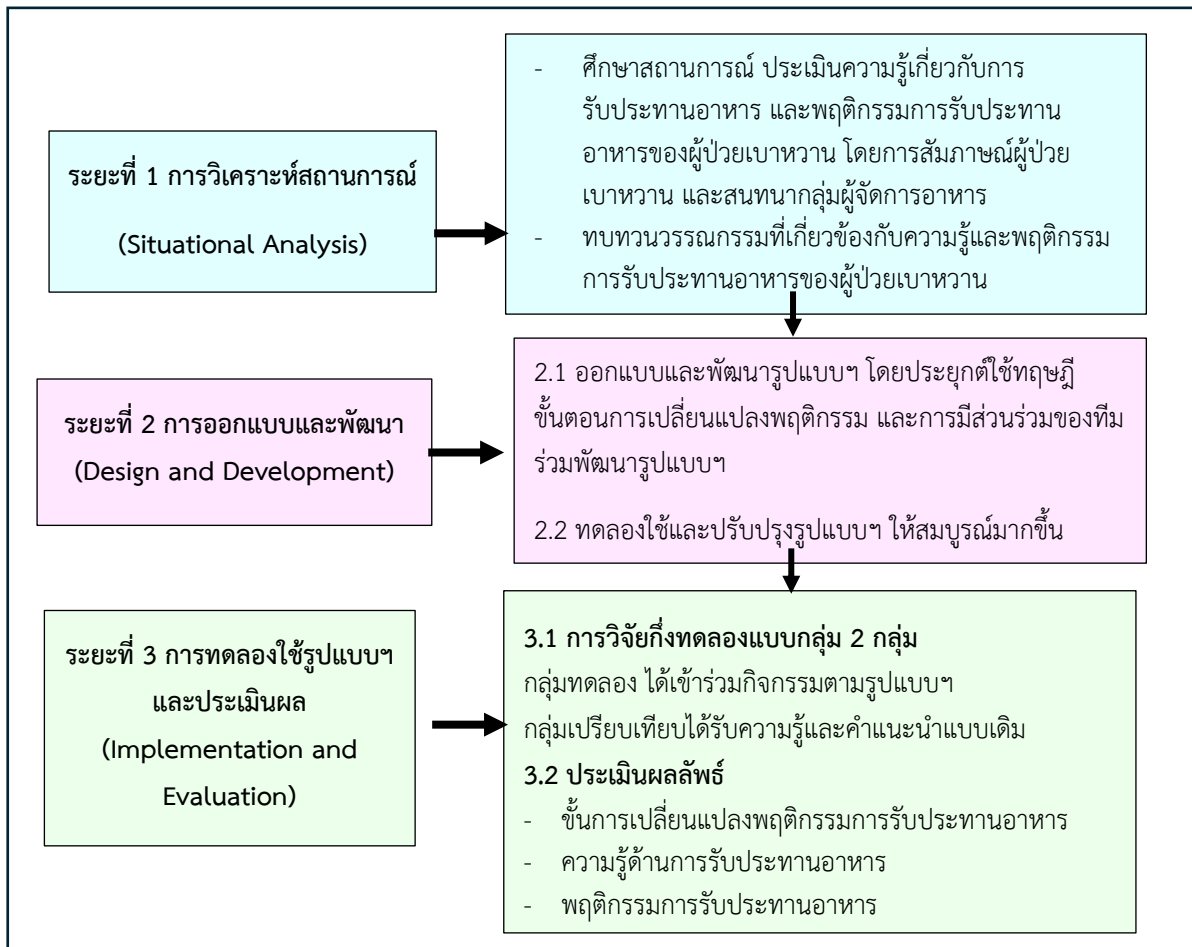 ระยะที่ 1 การวิเคราะห์สถานการณ์
(Situational Analysis)
- ศึกษาสถานการณ์ ประเมินความรู้เกี่ยวกับการ
รับประทานอาหาร และพฤติกรรมการรับประทาน
อาหารของผู้ป่วยเบาหวาน โดยการสัมภาษณ์ผู้ป่วย
เบาหวาน และสนทนากลุ่มผู้จัดการอาหาร
- ทบทวนวรรณกรรมที่เกี่ยวข้องกับความรู้และพฤติกรรม
การรับประทานอาหารของผู้ป่วยเบาหวาน
ระยะที่ 2 การออกแบบและพัฒนา
(Design and Development)
2.1 ออกแบบและพัฒนารูปแบบฯ โดยประยุกต์ใช้ทฤษฎี
ขั้นตอนการเปลี่ยนแปลงพฤติกรรม และการมีส่วนร่วมของทีม
ร่วมพัฒนารูปแบบฯ
2.2 ทดลองใช้และปรับปรุงรูปแบบฯ ให้สมบูรณ์มากขึ้น
ระยะที่ 3 การทดลองใช้รูปแบบฯ
และประเมินผล
(Implementation and
Evaluation)
3.1 การวิจัยกึ่งทดลองแบบกลุ่ม 2 กลุ่ม
กลุ่มทดลอง ได้เข้าร่วมกิจกรรมตามรูปแบบฯ
กลุ่มเปรียบเทียบได้รับความรู้และคำแนะนำแบบเดิม
3.2 ประเมินผลลัพธ์
- ขั้นการเปลี่ยนแปลงพฤติกรรมการรับประทานอาหาร
- ความรู้ด้านการรับประทานอาหาร
- พฤติกรรมการรับประทานอาหาร